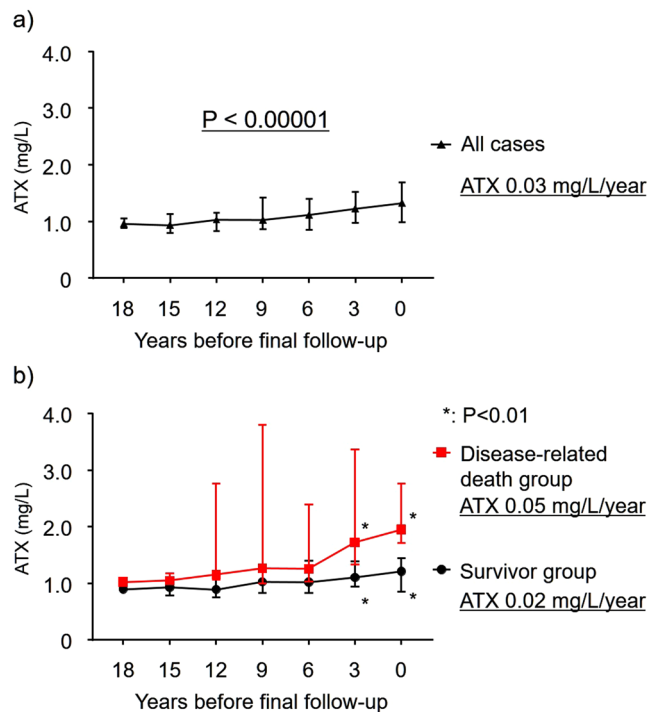 a)
4.0
3.0
2.0
1.0
0
ATX (mg/L)
P < 0.00001
All cases
ATX 0.03 mg/L/year
18 15 12 9 6 3 0
Years before final follow-up
b)
4.0
3.0
2.0
1.0
0
ATX (mg/L)
*: P<0.01
Disease-related
death group
ATX 0.05 mg/L/year
* *
Survivor group
ATX 0.02 mg/L/year
* *
18 15 12 9 6 3 0
Years before final follow-up